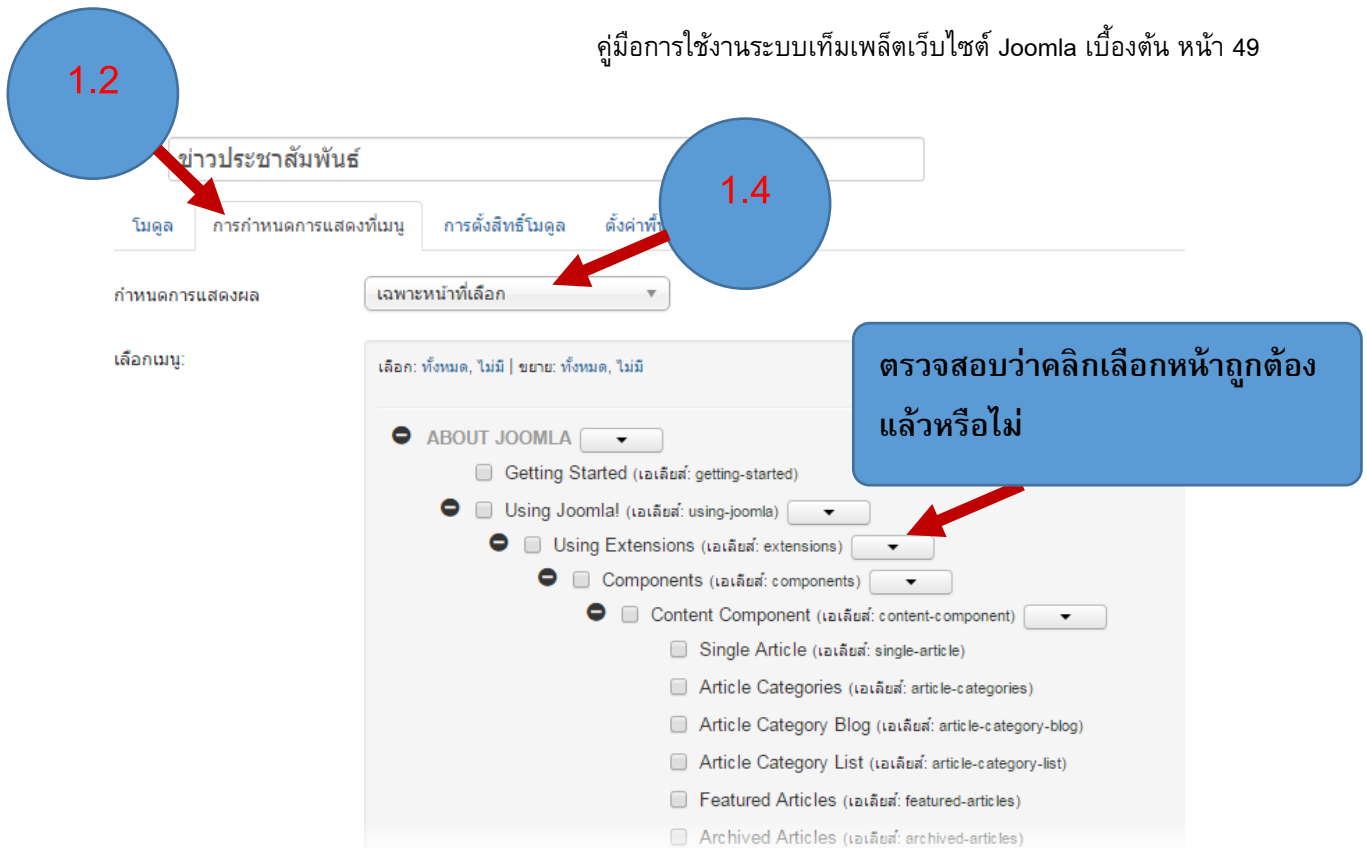 คู่มือการใช้งานระบบเท็มเพล็ตเว็บไซต์ Joomla เบื้องต้น หน้า 49
1.2
ข่าวประชาสัมพันธ์
1.4
โมดูล การกำหนดการแสดงที่เมนู การตั้งสิทธิ์โมดูล ตั้งค่าพื้น
กำหนดการแสดงผล เฉพาะหน้าที่เลือก
เลือกเมนู:
เลือก: ทั้งหมด, ไม่มี | ขยาย: ทั้งหมด, ไม่มี
ตรวจสอบว่าคลิกเลือกหน้าถูกต้อง
แล้วหรือไม่
ABOUT JOOMLA
Getting Started (เอเลียส์: getting-started)
Using Joomla! (เอเลียส์: using-joomla)
Using Extensions (เอเลียส์: extensions)
Components (เอเลียส์: components)
Content Component (เอเลียส์: content-component)
Single Article (เอเลียส์: single-article)
Article Categories (เอเลียส์: article-categories)
Article Category Blog (เอเลียส์: article-category-blog)
Article Category List (เอเลียส์: article-category-list)
Featured Articles (เอเลียส์: featured-articles)
Archived Articles (เอเลียส์: archived-articles)